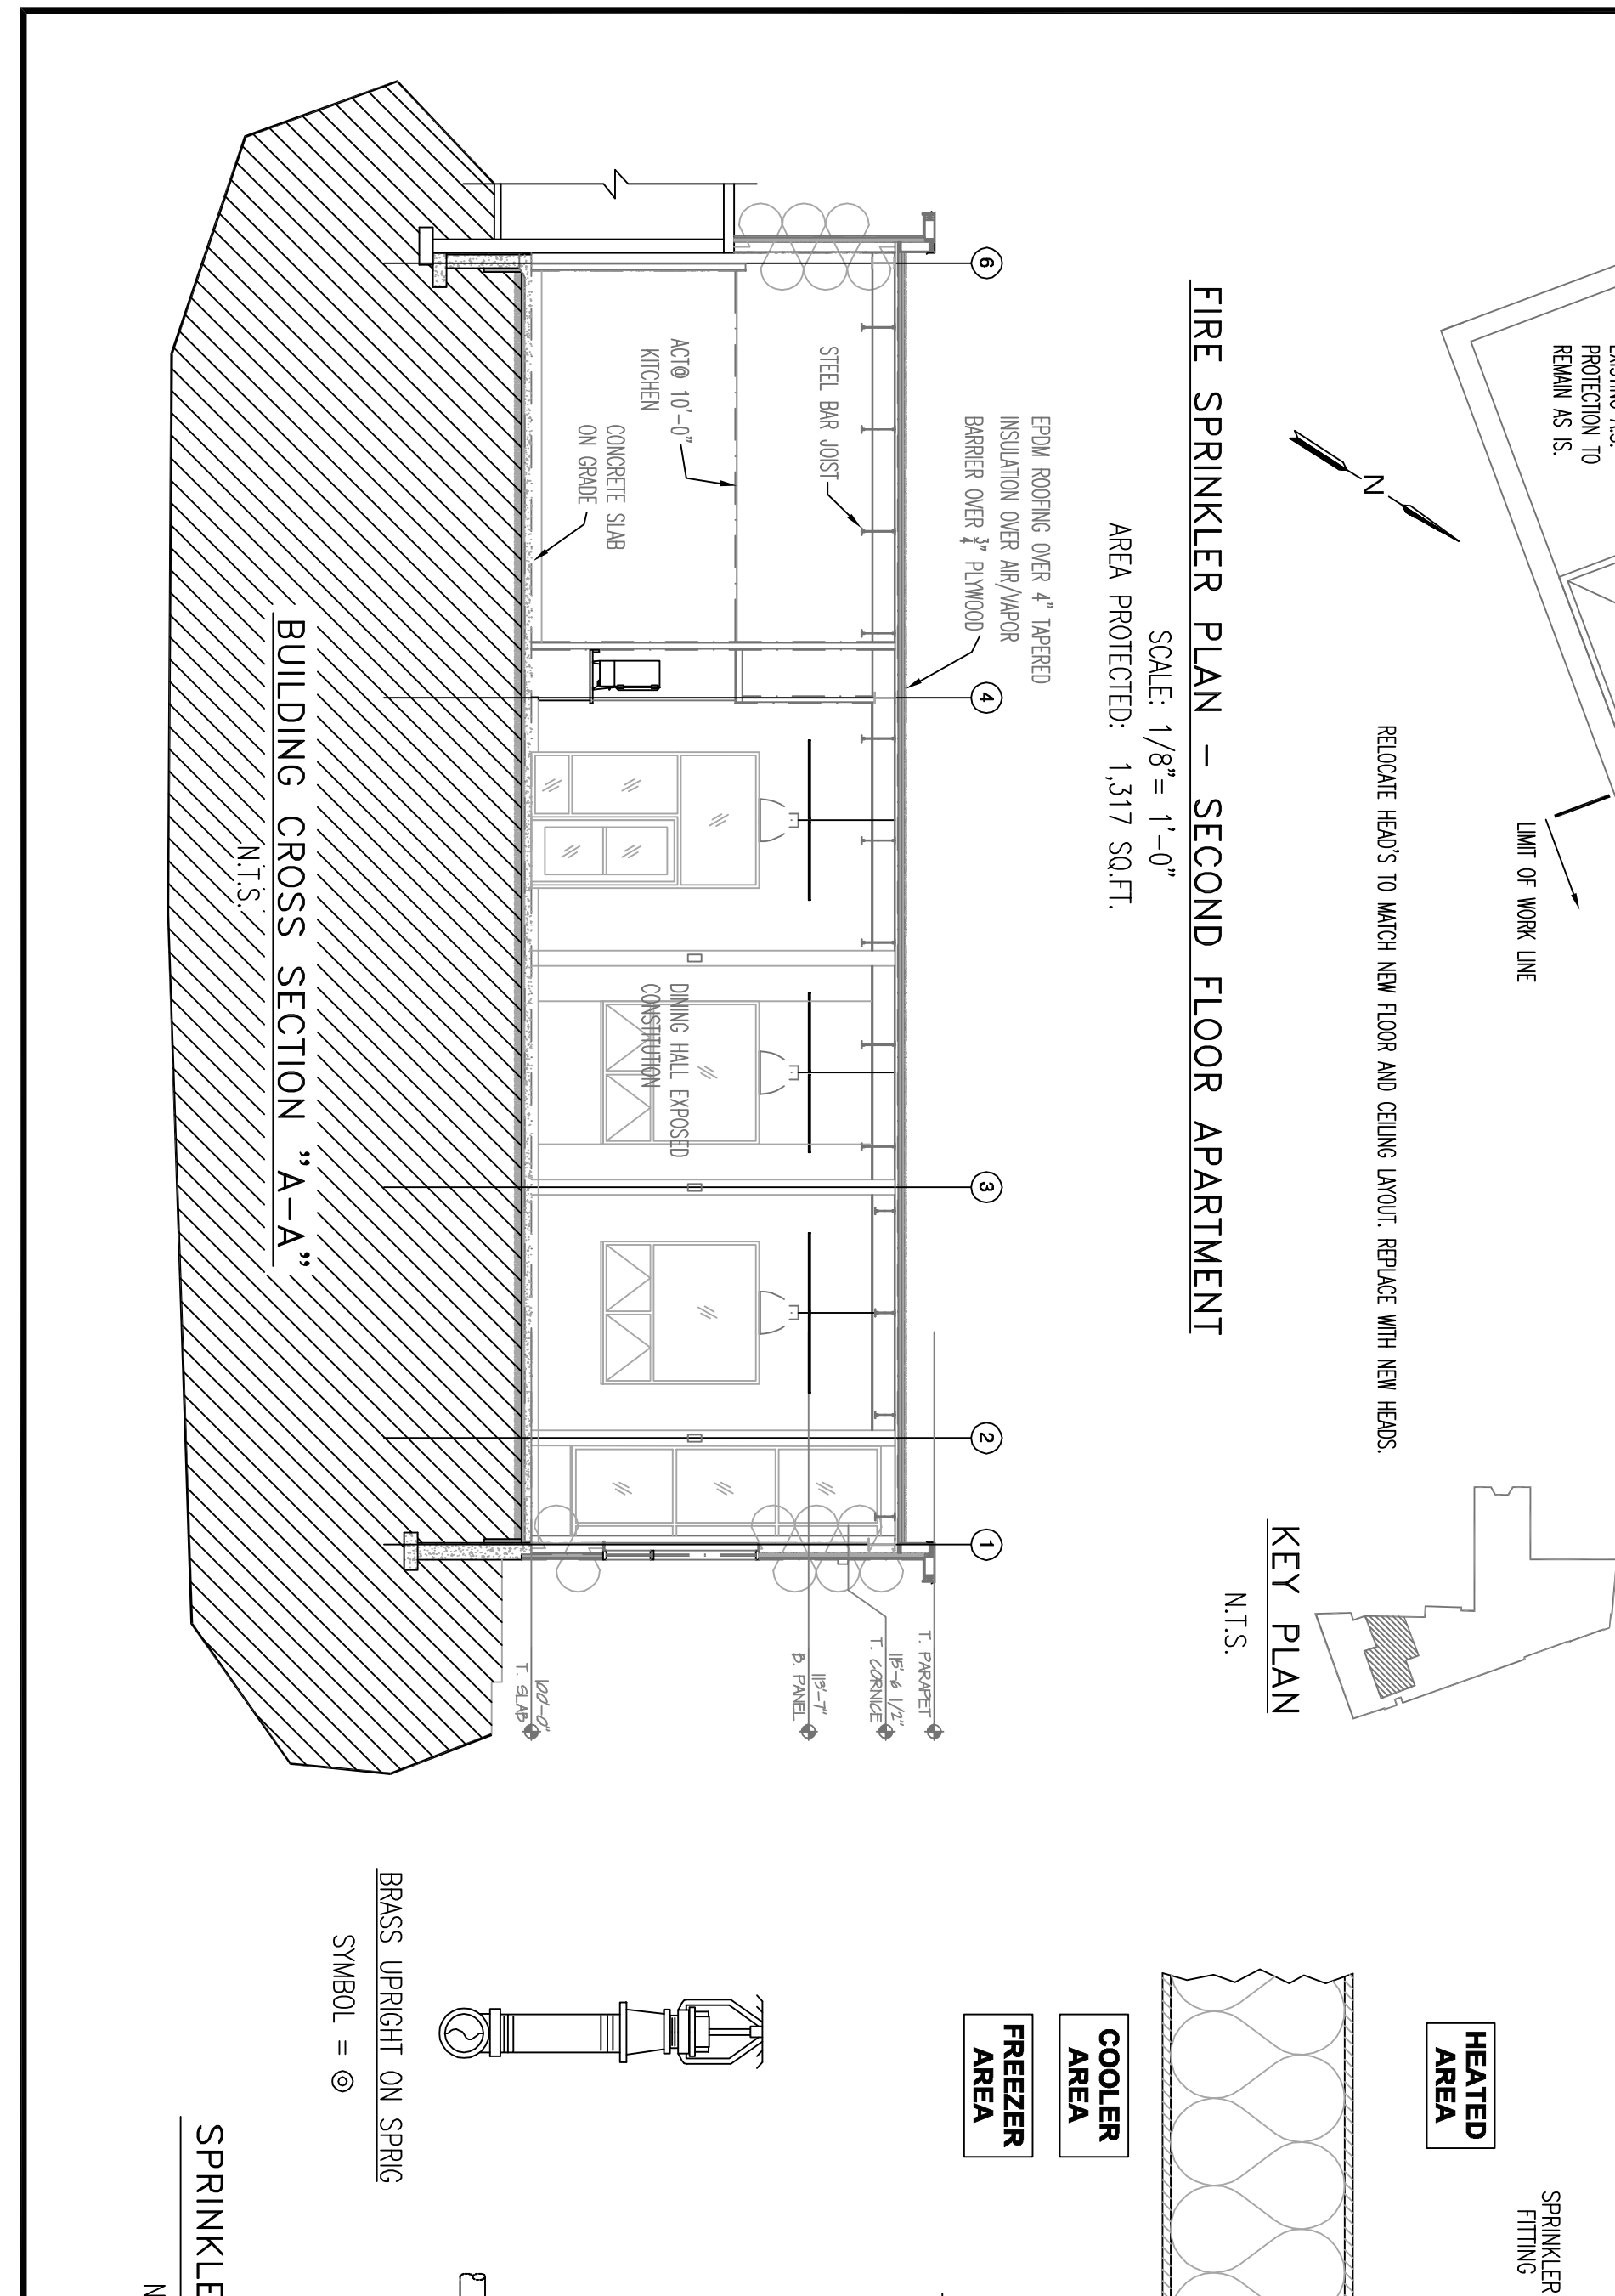 EXISTING A.S.
PROTECTION TO
REMAIN AS IS.
N
LIMIT OF WORK LINE
RELOCATE HEAD'S TO MATCH NEW FLOOR AND CEILING LAYOUT. REPLACE WITH NEW HEADS.
FIRE SPRINKLER PLAN – SECOND FLOOR APARTMENT
SCALE: 1/8"= 1'-0"
AREA PROTECTED: 1,317 SQ.FT.
KEY PLAN
N.T.S.
EPDM ROOFING OVER 4" TAPERED
INSULATION OVER AIR/VAPOR
BARRIER OVER 3/4" PLYWOOD
6
4
3
2
1
STEEL BAR JOIST
ACT@ 10'-0"
KITCHEN
CONCRETE SLAB
ON GRADE
DINING HALL EXPOSED
CONSTITUTION
T. PARAPET
115'-6 1/2"
T. CORNICE
113'-7"
B. PANEL
100'-0"
T. SLAB
BUILDING CROSS SECTION "A-A"
N.T.S.
HEATED
AREA
COOLER
AREA
FREEZER
AREA
SPRINKLER
FITTING
BRASS UPRIGHT ON SPRIG
SYMBOL =
SPRINKLE
N